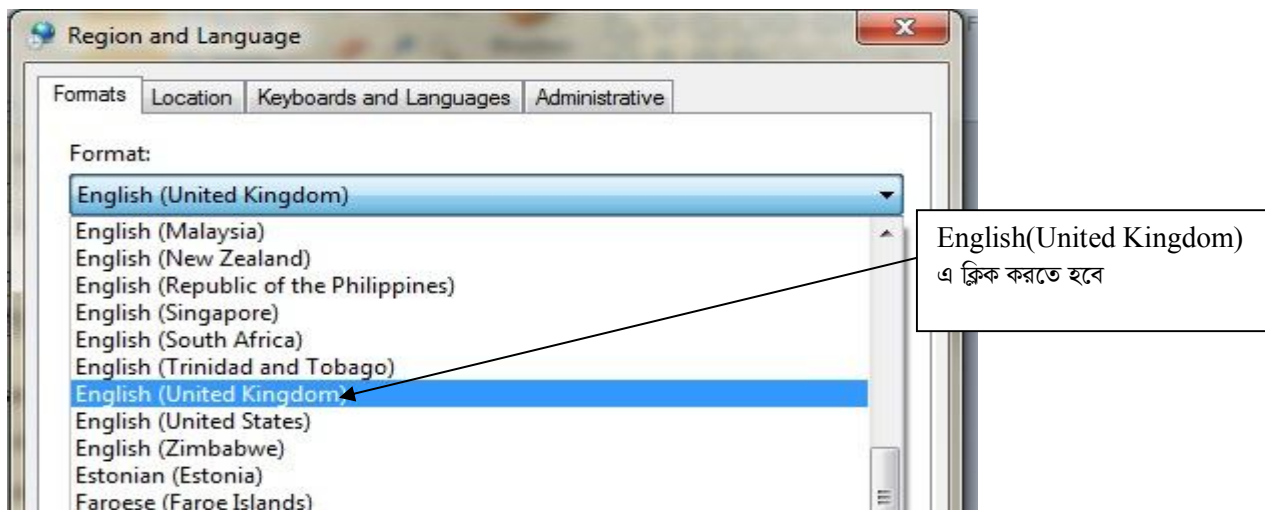 Region and Language
Formats Location Keyboards and Languages Administrative
Format:
English (United Kingdom)
English (Malaysia)
English (New Zealand)
English (Republic of the Philippines)
English (Singapore)
English (South Africa)
English (Trinidad and Tobago)
English (United Kingdom)
English (United States)
English (Zimbabwe)
Estonian (Estonia)
Faroese (Faroe Islands)
English(United Kingdom)
এ ক্লিক করতে হবে